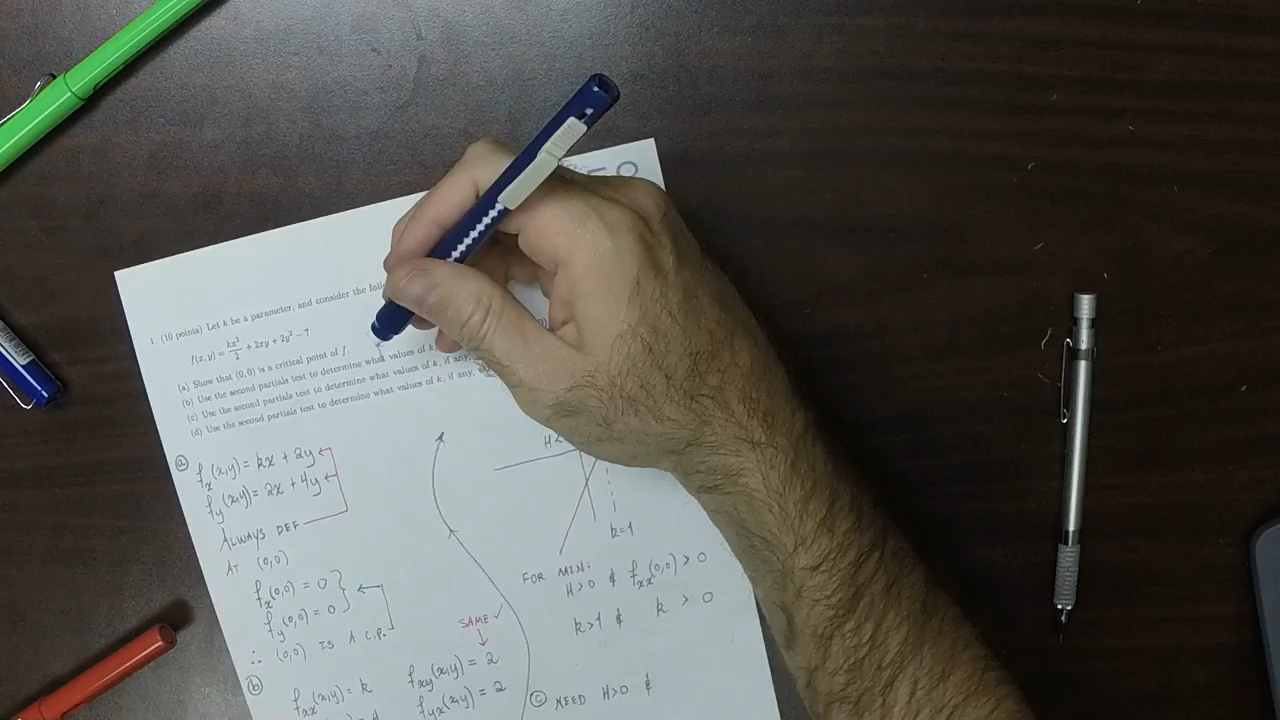 1. (10 points) Let k be a parameter, and consider the
f(x,y) = kx²/2 + 2xy + 2y² − 7
(a) Show that (0,0) is a critical point of f.
(b) Use the second partials test to determine what values of k
(c) Use the second partials test to determine what values of k, if any,
(d) Use the second partials test to determine what values of k, if any,
ⓐ fx(x,y) = kx + 2y
fy(x,y) = 2x + 4y
ALWAYS DEF
AT (0,0)
fx(0,0) = 0
fy(0,0) = 0
∴ (0,0) IS A C.P.
ⓑ fxx(x,y) = k
SAME ✓
fxy(x,y) = 2
fyx(x,y) = 2
k=1
FOR MIN:
H>0 & fxx(0,0) > 0
k>1 & k > 0
ⓒ NEED H>0 &